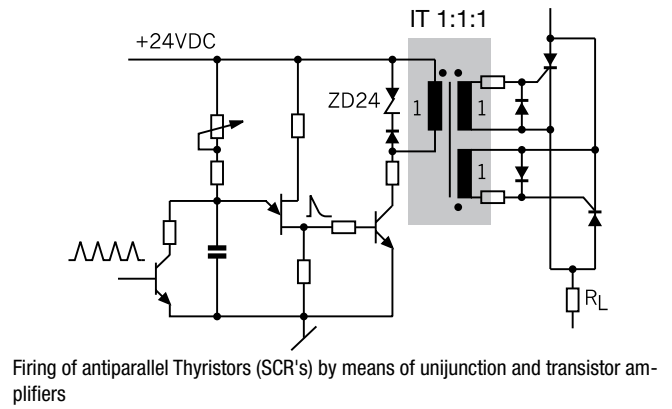 IT 1:1:1
+24VDC
ZD24
1
1
1
RL
Firing of antiparallel Thyristors (SCR's) by means of unijunction and transistor am-
plifiers